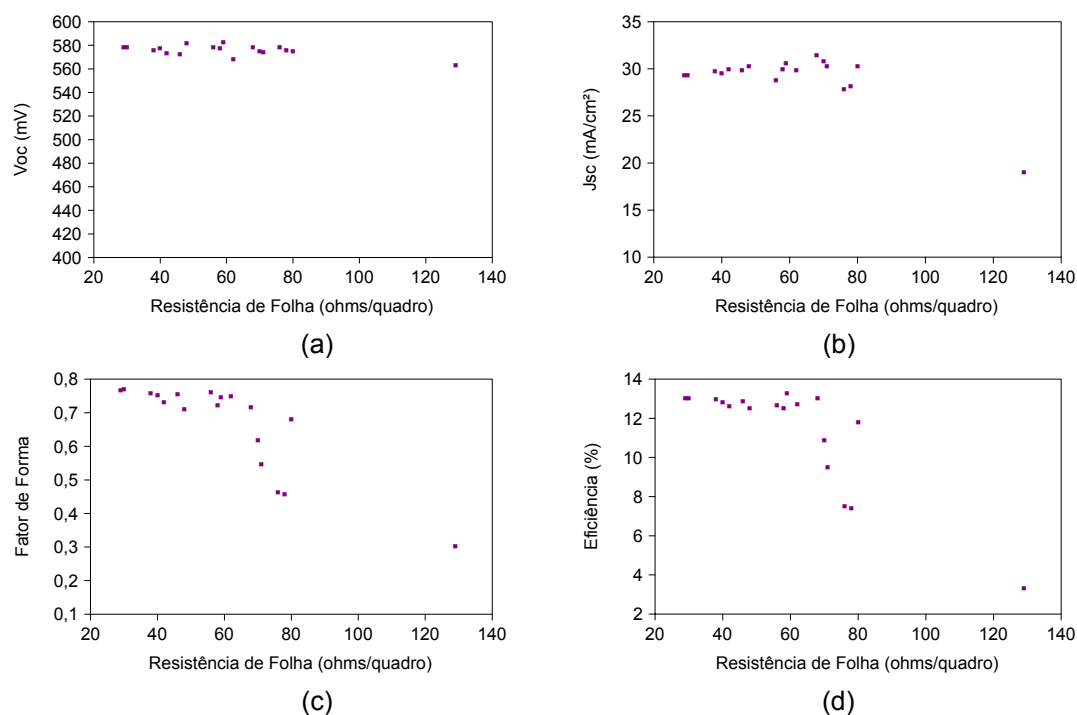 600
580
560
540
520
500
480
460
440
420
400
Voc (mV)
20 40 60 80 100 120 140
Resistência de Folha (ohms/quadro)
(a)
35
30
25
20
15
10
Jsc (mA/cm²)
20 40 60 80 100 120 140
Resistência de Folha (ohms/quadro)
(b)
0,8
0,7
0,6
0,5
0,4
0,3
0,2
0,1
Fator de Forma
20 40 60 80 100 120 140
Resistência de Folha (ohms/quadro)
(c)
14
12
10
8
6
4
2
Eficiência (%)
20 40 60 80 100 120 140
Resistência de Folha (ohms/quadro)
(d)